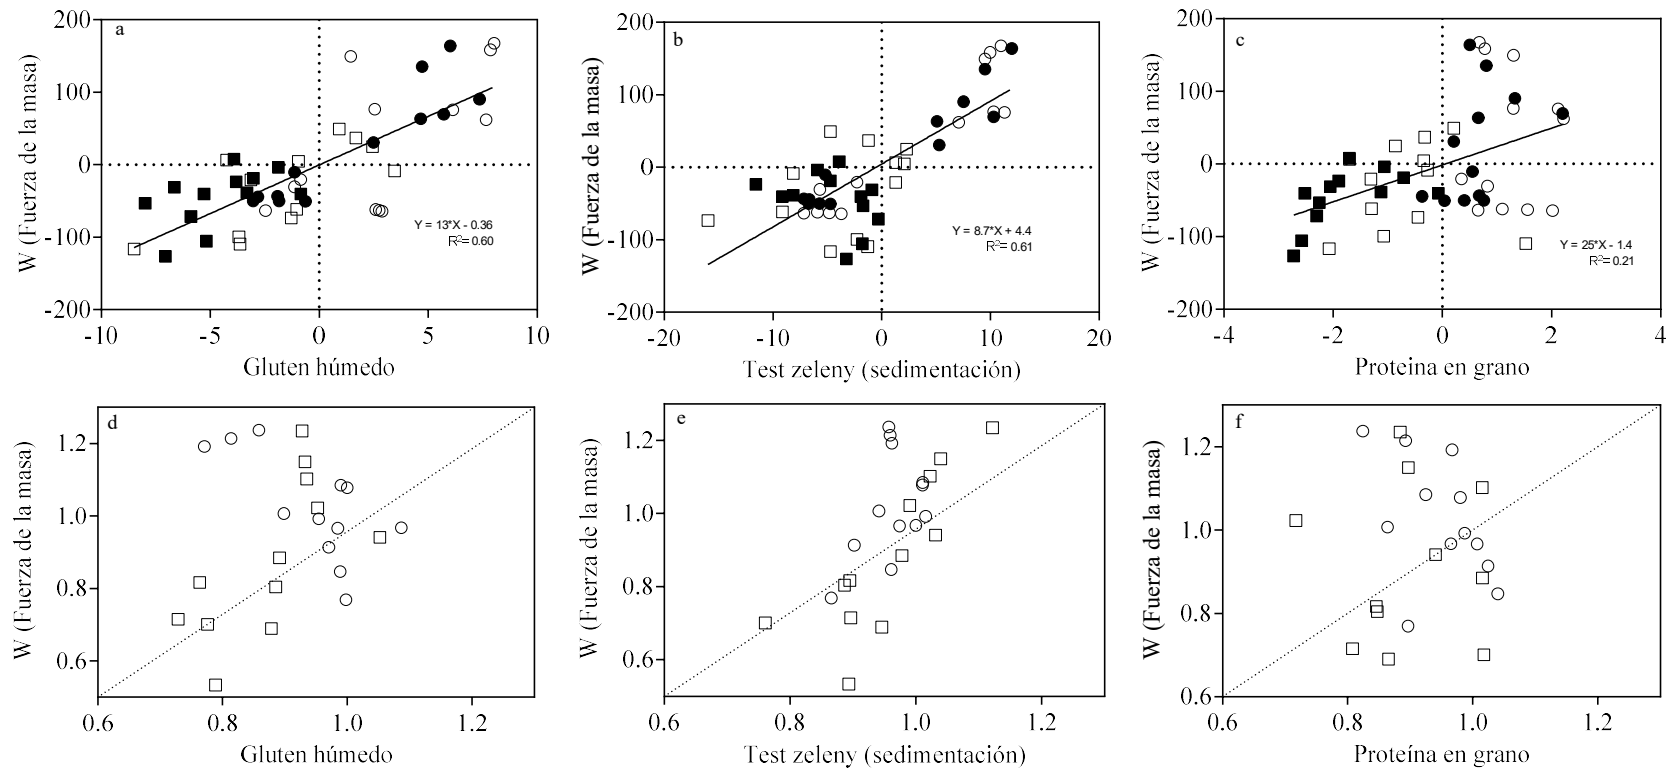 a
200
100
0
-100
-200
-10
-5
0
5
10
W (Fuerza de la masa)
Gluten húmedo
Y = 13*X - 0.36
R²= 0.60
b
200
100
0
-100
-200
-20
-10
0
10
20
W (Fuerza de la masa)
Test zeleny (sedimentación)
Y = 8.7*X + 4.4
R²= 0.61
c
200
100
0
-100
-200
-4
-2
0
2
4
W (Fuerza de la masa)
Proteina en grano
Y = 25*X - 1.4
R²= 0.21
d
1.2
1.0
0.8
0.6
0.6
0.8
1.0
1.2
W (Fuerza de la masa)
Gluten húmedo
e
1.2
1.0
0.8
0.6
0.6
0.8
1.0
1.2
W (Fuerza de la masa)
Test zeleny (sedimentación)
f
1.2
1.0
0.8
0.6
0.6
0.8
1.0
1.2
W (Fuerza de la masa)
Proteína en grano